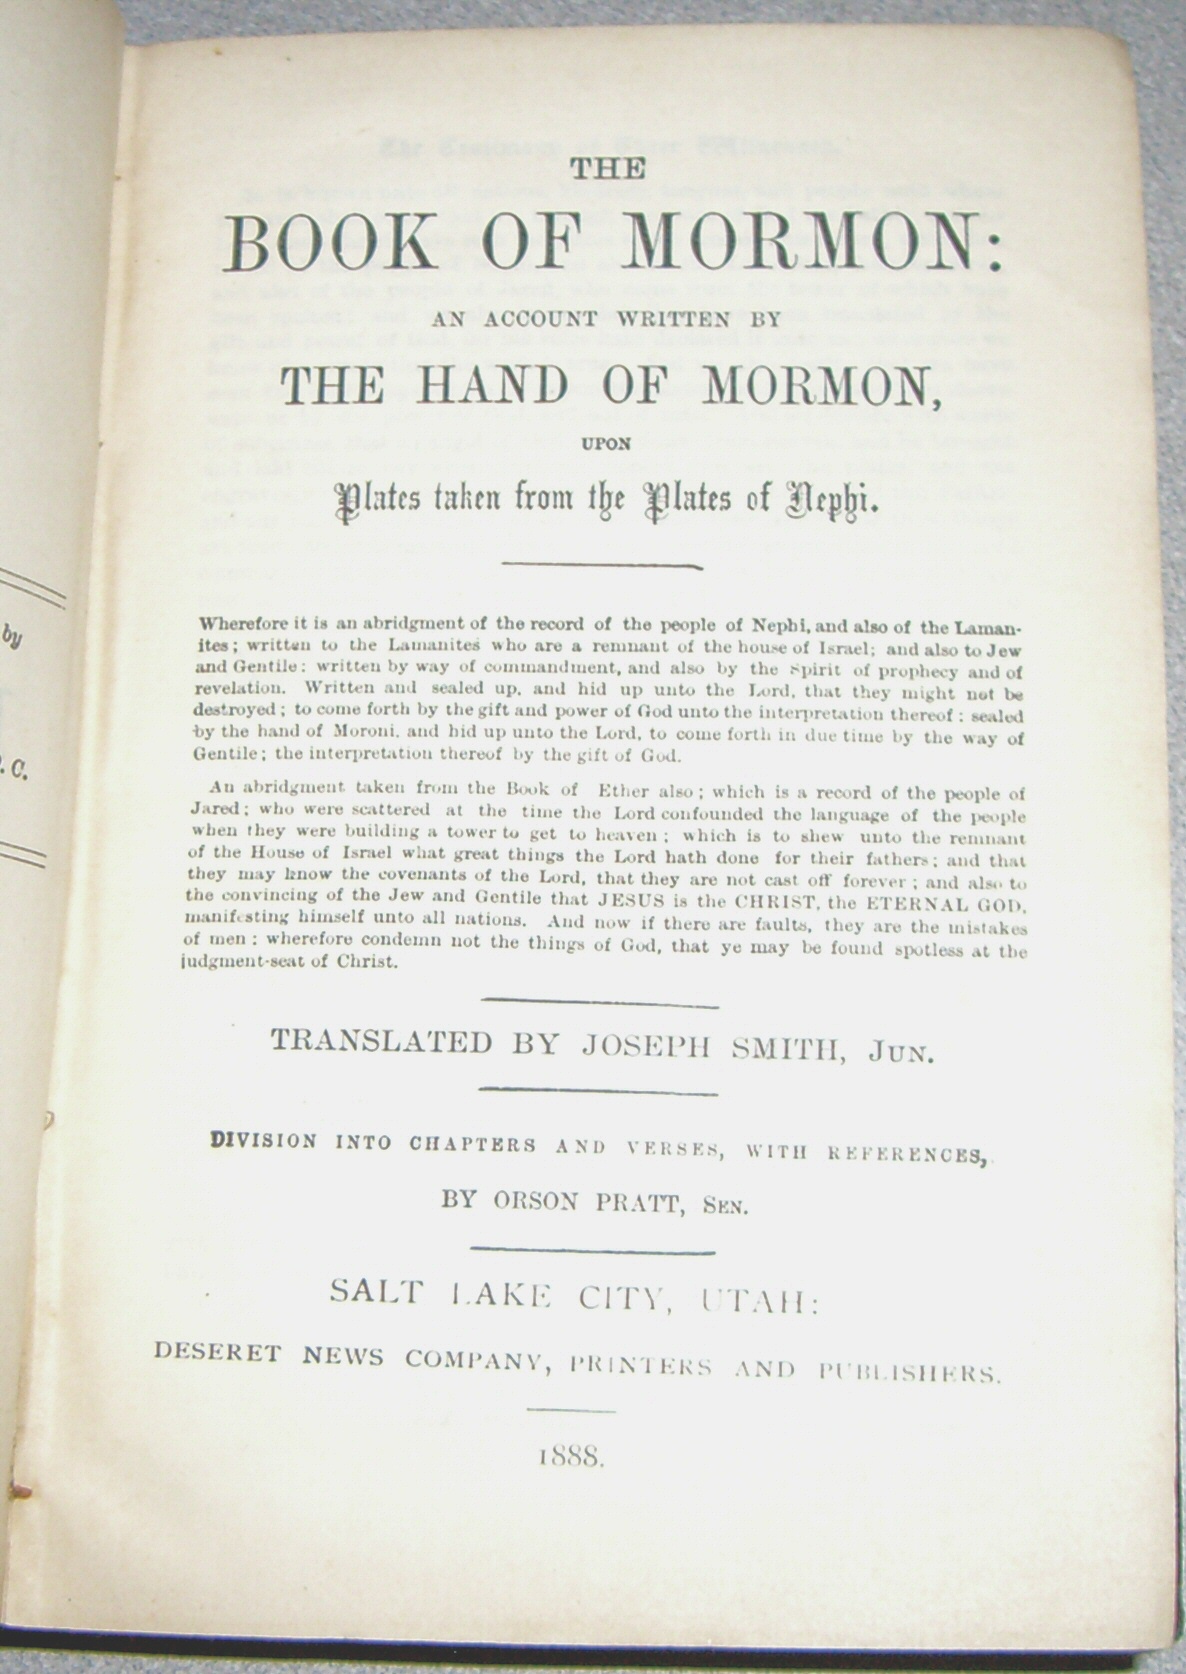 by
. C.
THE
BOOK OF MORMON:
AN ACCOUNT WRITTEN BY
THE HAND OF MORMON,
UPON
Plates taken from the Plates of Nephi.
Wherefore it is an abridgment of the record of the people of Nephi, and also of the Laman-
ites; written to the Lamanites who are a remnant of the house of Israel; and also to Jew
and Gentile: written by way of commandment, and also by the Spirit of prophecy and of
revelation. Written and sealed up, and hid up unto the Lord, that they might not be
destroyed; to come forth by the gift and power of God unto the interpretation thereof: sealed
by the hand of Moroni, and hid up unto the Lord, to come forth in due time by the way of
Gentile; the interpretation thereof by the gift of God.
An abridgment taken from the Book of Ether also; which is a record of the people of
Jared; who were scattered at the time the Lord confounded the language of the people
when they were building a tower to get to heaven; which is to shew unto the remnant
of the House of Israel what great things the Lord hath done for their fathers; and that
they may know the covenants of the Lord, that they are not cast off forever; and also to
the convincing of the Jew and Gentile that JESUS is the CHRIST, the ETERNAL GOD,
manifesting himself unto all nations. And now if there are faults, they are the mistakes
of men: wherefore condemn not the things of God, that ye may be found spotless at the
judgment-seat of Christ.
TRANSLATED BY JOSEPH SMITH, JUN.
DIVISION INTO CHAPTERS AND VERSES, WITH REFERENCES,
BY ORSON PRATT, SEN.
SALT LAKE CITY, UTAH:
DESERET NEWS COMPANY, PRINTERS AND PUBLISHERS.
1888.